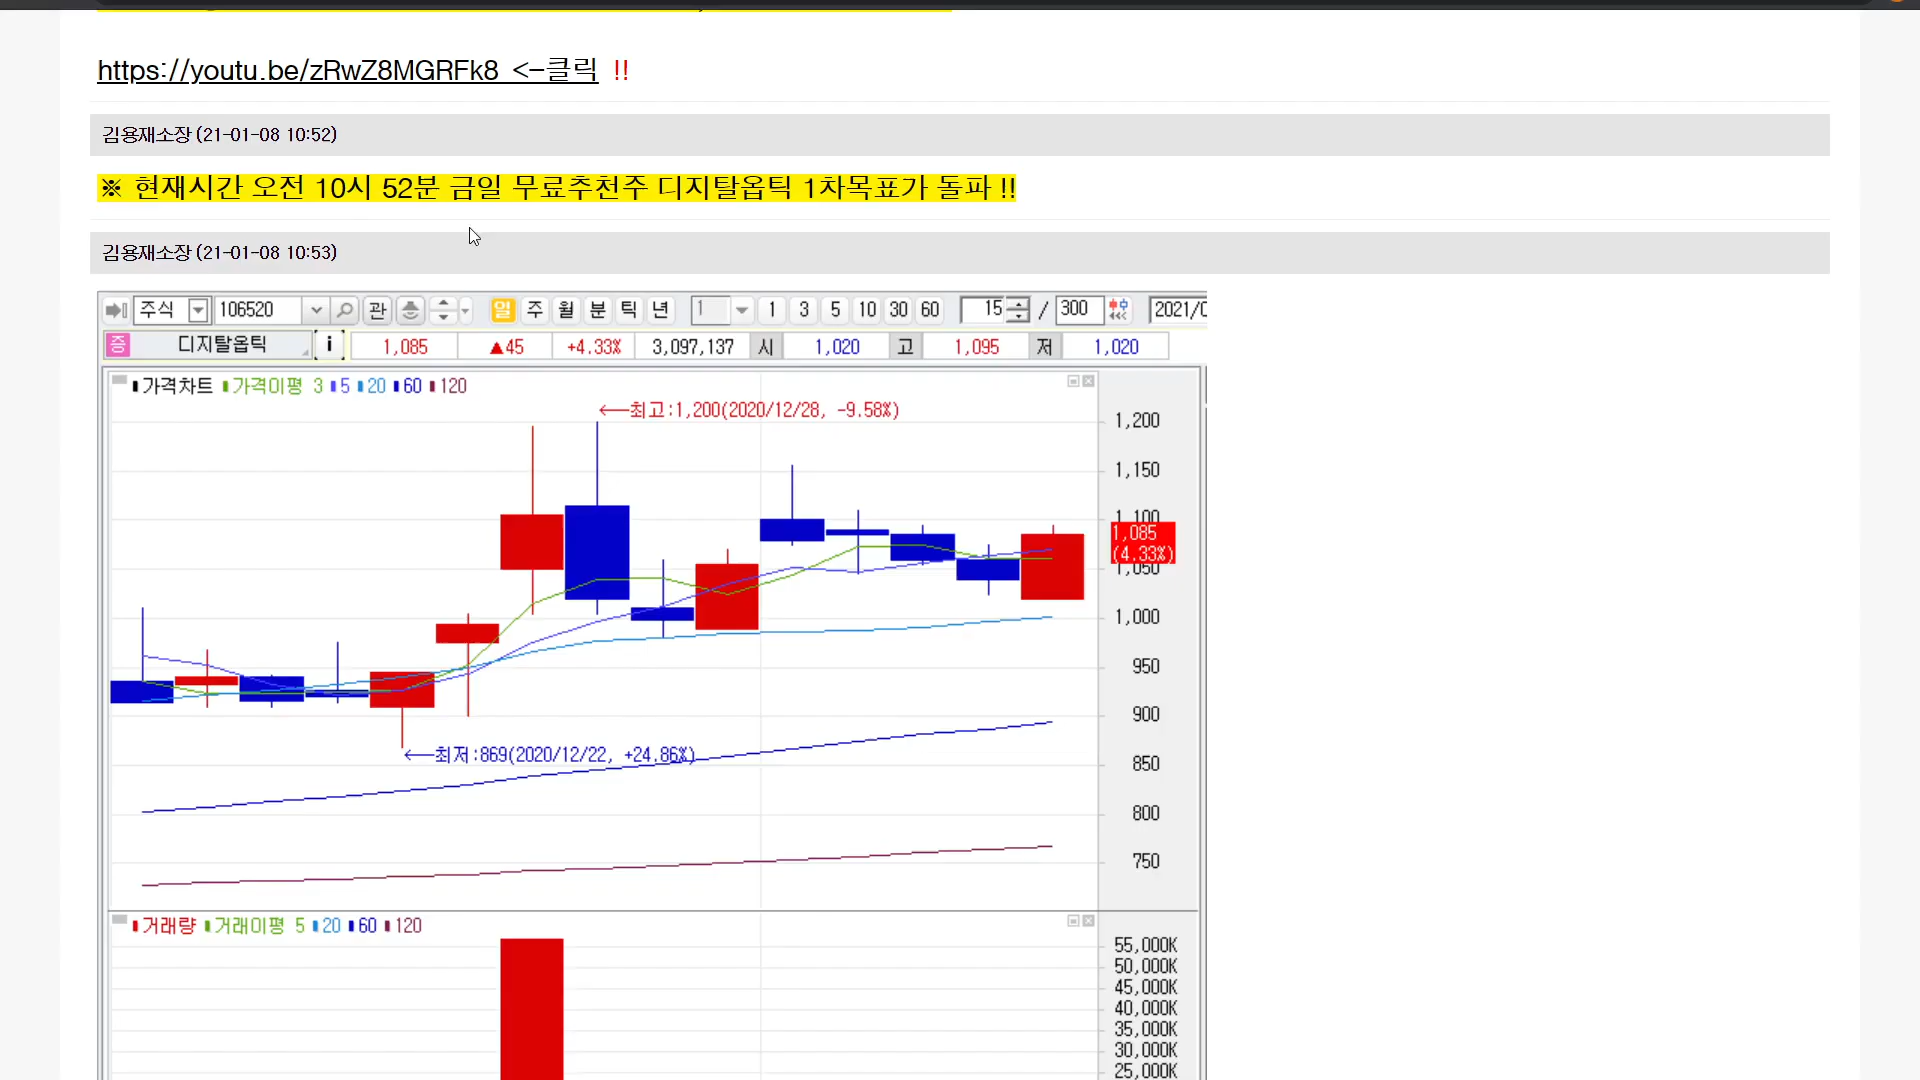 https://youtu.be/zRwZ8MGRFk8 <-클릭 !!
김용재소장 (21-01-08 10:52)
※ 현재시간 오전 10시 52분 금일 무료추천주 디지탈옵틱 1차목표가 돌파 !!
김용재소장 (21-01-08 10:53)
주식 106520 관 일 주 월 분 틱 년 1 1 3 5 10 30 60 15 / 300 2021/0
증 디지탈옵틱 i 1,085 ▲45 +4.33% 3,097,137 시 1,020 고 1,095 저 1,020
가격차트 가격이평 3 5 20 60 120
←최고:1,200(2020/12/28, -9.58%)
1,200
1,150
1,100
1,085
(4.33%)
1,050
1,000
950
900
←최저:869(2020/12/22, +24.86%)
850
800
750
거래량 거래이평 5 20 60 120
55,000K
50,000K
45,000K
40,000K
35,000K
30,000K
25,000K